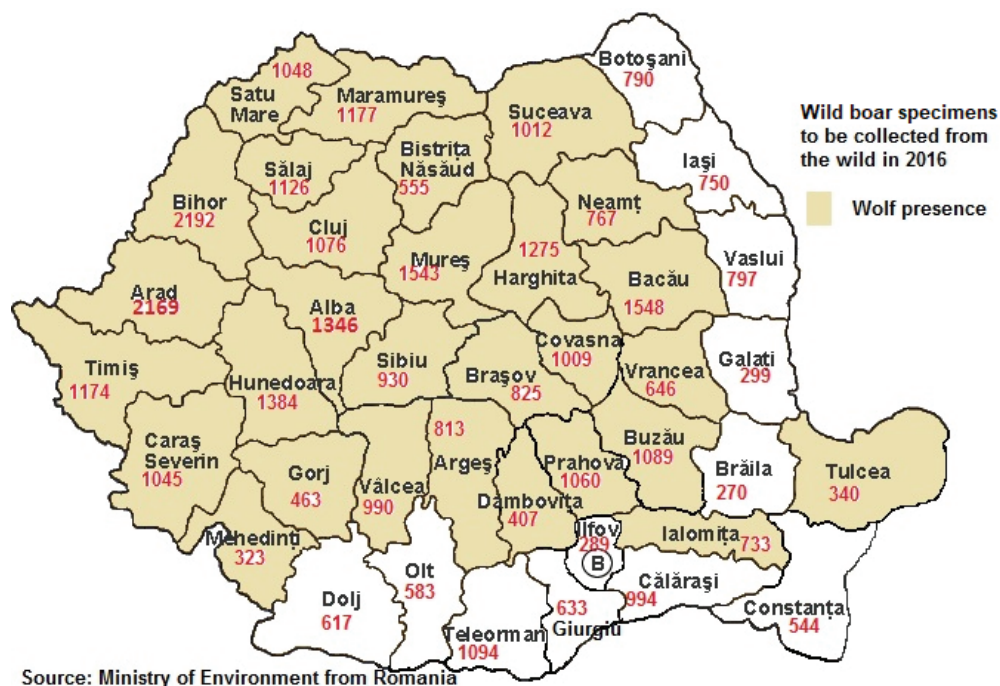 Botoşani
790
1048
Satu
Mare
Maramureş
1177
Suceava
1012
Wild boar specimens
to be collected from
the wild in 2016
Wolf presence
Bistriţa
Năsăud
555
Sălaj
1126
Iaşi
750
Bihor
2192
Cluj
1076
Neamţ
767
Mureş
1543
1275
Harghita
Vaslui
797
Bacău
1548
Arad
2169
Alba
1346
Covasna
1009
Timiş
1174
Hunedoara
1384
Sibiu
930
Braşov
825
Vrancea
646
Galati
299
Caraş
Severin
1045
Gorj
463
Vâlcea
990
813
Argeş
Dâmboviţa
407
Prahova
1060
Buzău
1089
Brăila
270
Tulcea
340
Mehedinţi
323
Olt
583
Ilfov
289
B
Ialomiţa
733
Dolj
617
Teleorman
1094
633
Giurgiu
Călăraşi
994
Constanţa
544
Source: Ministry of Environment from Romania